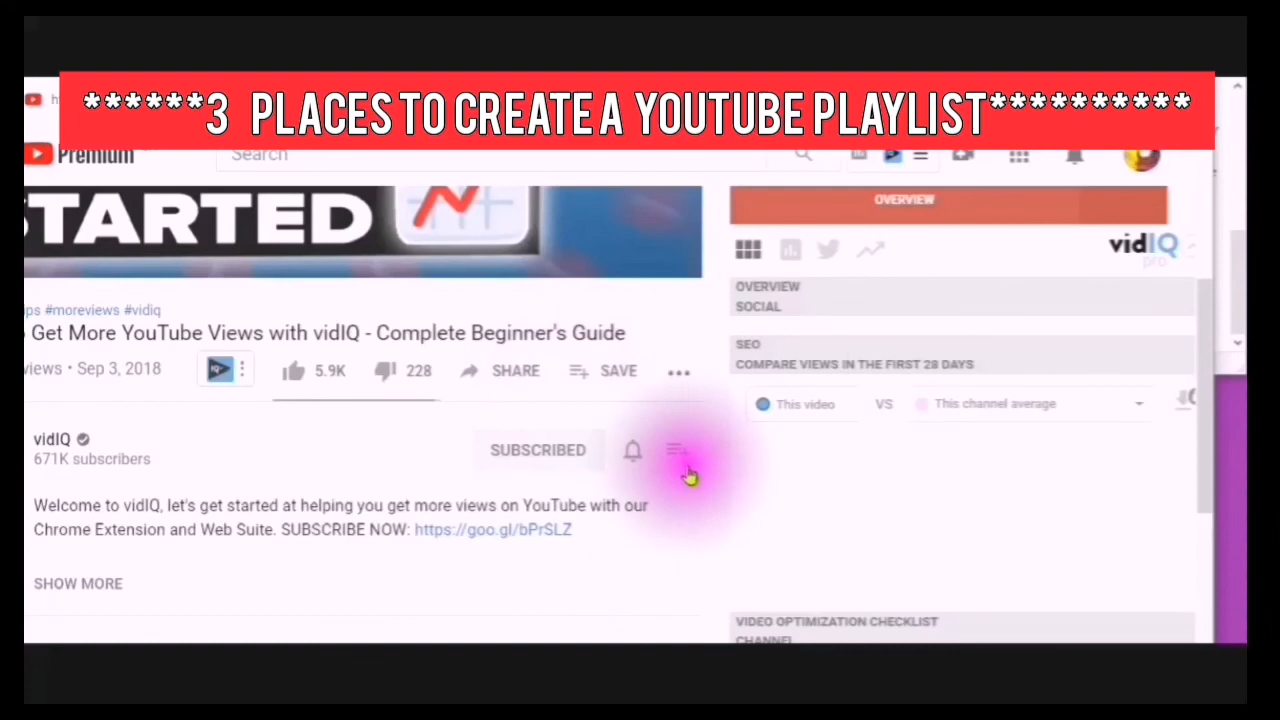 ******3 PLACES TO CREATE A YOUTUBE PLAYLIST**********
Premium
Search
STARTED
OVERVIEW
vidIQ
pro
OVERVIEW
SOCIAL
#moreviews #vidiq
Get More YouTube Views with vidIQ - Complete Beginner's Guide
SEO
COMPARE VIEWS IN THE FIRST 28 DAYS
views • Sep 3, 2018
5.9K 228 SHARE SAVE
This video VS This channel average
vidIQ
671K subscribers
SUBSCRIBED
Welcome to vidIQ, let's get started at helping you get more views on YouTube with our
Chrome Extension and Web Suite. SUBSCRIBE NOW: https://goo.gl/bPrSLZ
SHOW MORE
VIDEO OPTIMIZATION CHECKLIST
CHANNEL